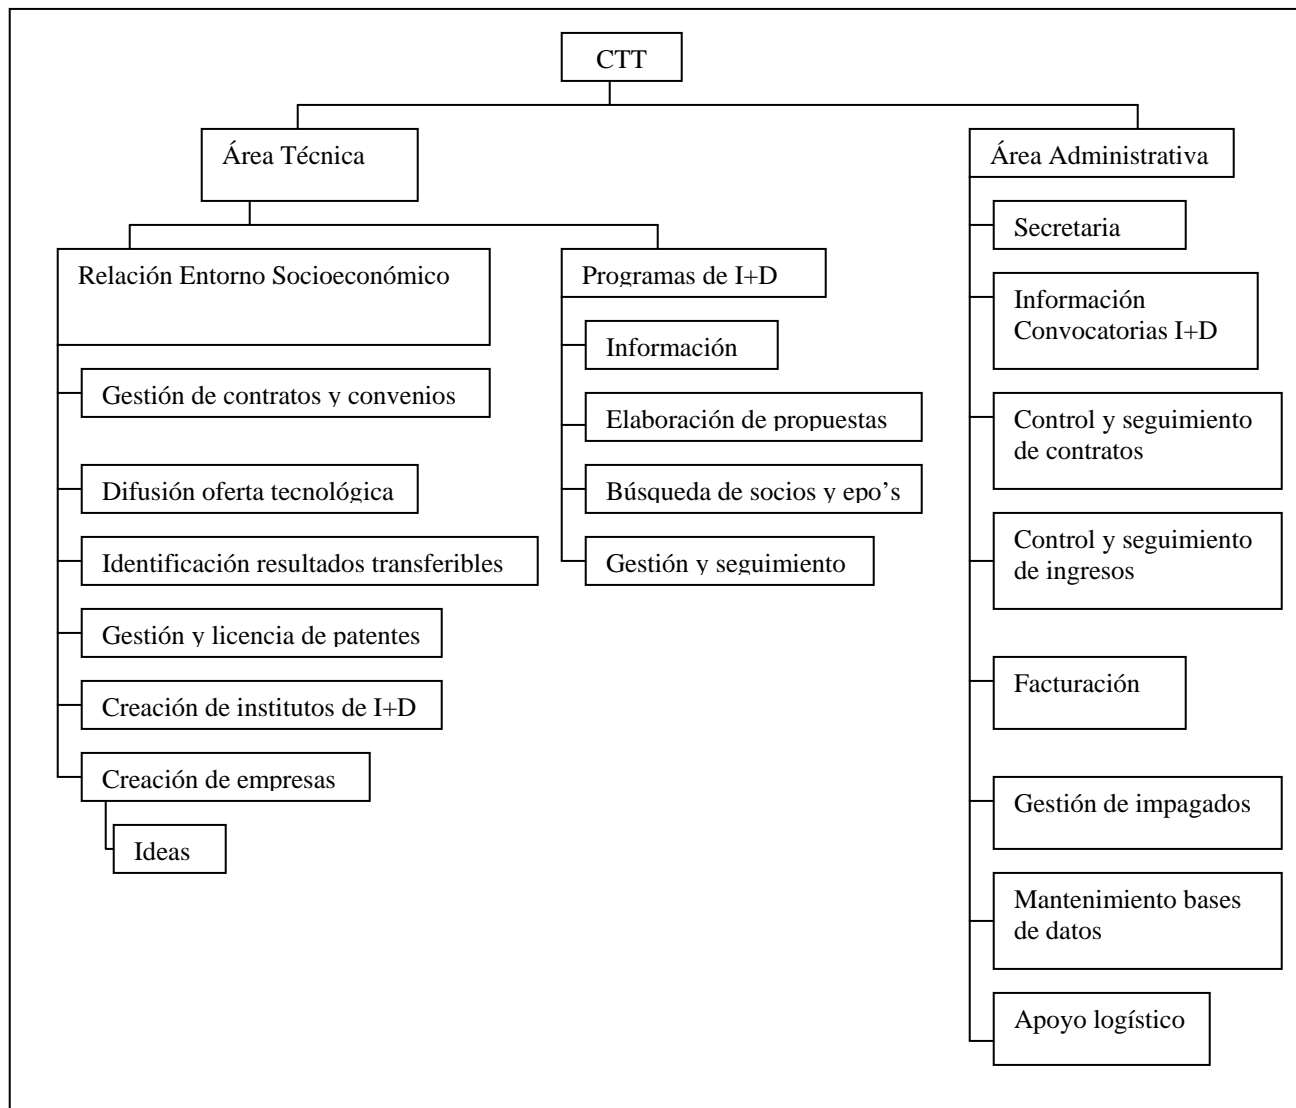 CTT
Área Técnica
Área Administrativa
Relación Entorno Socioeconómico
Gestión de contratos y convenios
Difusión oferta tecnológica
Identificación resultados transferibles
Gestión y licencia de patentes
Creación de institutos de I+D
Creación de empresas
Ideas
Programas de I+D
Información
Elaboración de propuestas
Búsqueda de socios y epo’s
Gestión y seguimiento
Secretaria
Información
Convocatorias I+D
Control y seguimiento
de contratos
Control y seguimiento
de ingresos
Facturación
Gestión de impagados
Mantenimiento bases
de datos
Apoyo logístico